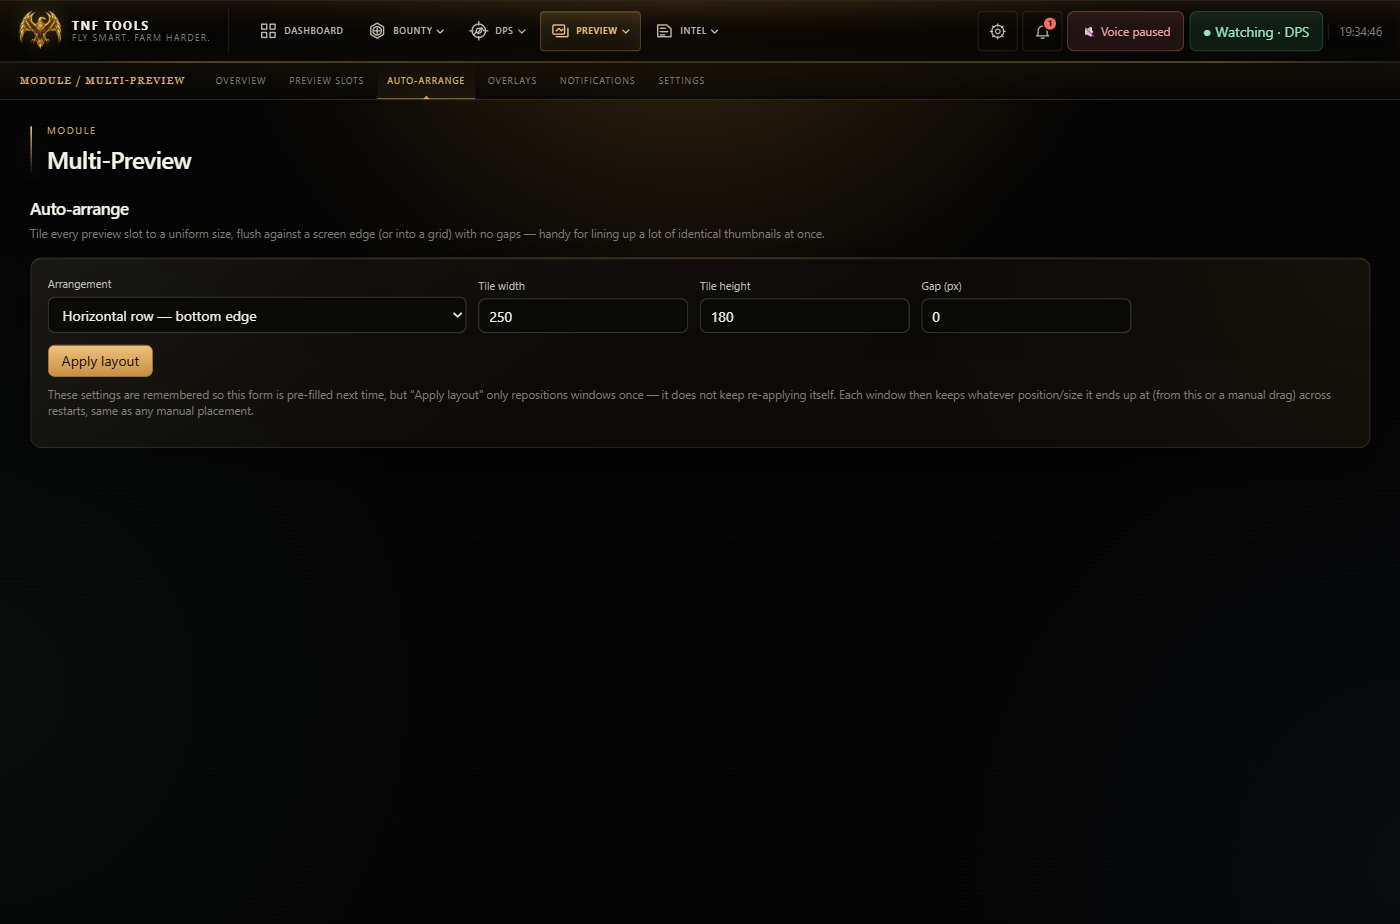 TNF TOOLS
FLY SMART. FARM HARDER.
DASHBOARD
BOUNTY
DPS
PREVIEW
INTEL
1
Voice paused
Watching · DPS
19:34:46
MODULE / MULTI-PREVIEW
OVERVIEW
PREVIEW SLOTS
AUTO-ARRANGE
OVERLAYS
NOTIFICATIONS
SETTINGS
MODULE
Multi-Preview
Auto-arrange
Tile every preview slot to a uniform size, flush against a screen edge (or into a grid) with no gaps — handy for lining up a lot of identical thumbnails at once.
Arrangement
Tile width
Tile height
Gap (px)
Horizontal row — bottom edge
250
180
0
Apply layout
These settings are remembered so this form is pre-filled next time, but "Apply layout" only repositions windows once — it does not keep re-applying itself. Each window then keeps whatever position/size it ends up at (from this or a manual drag) across
restarts, same as any manual placement.